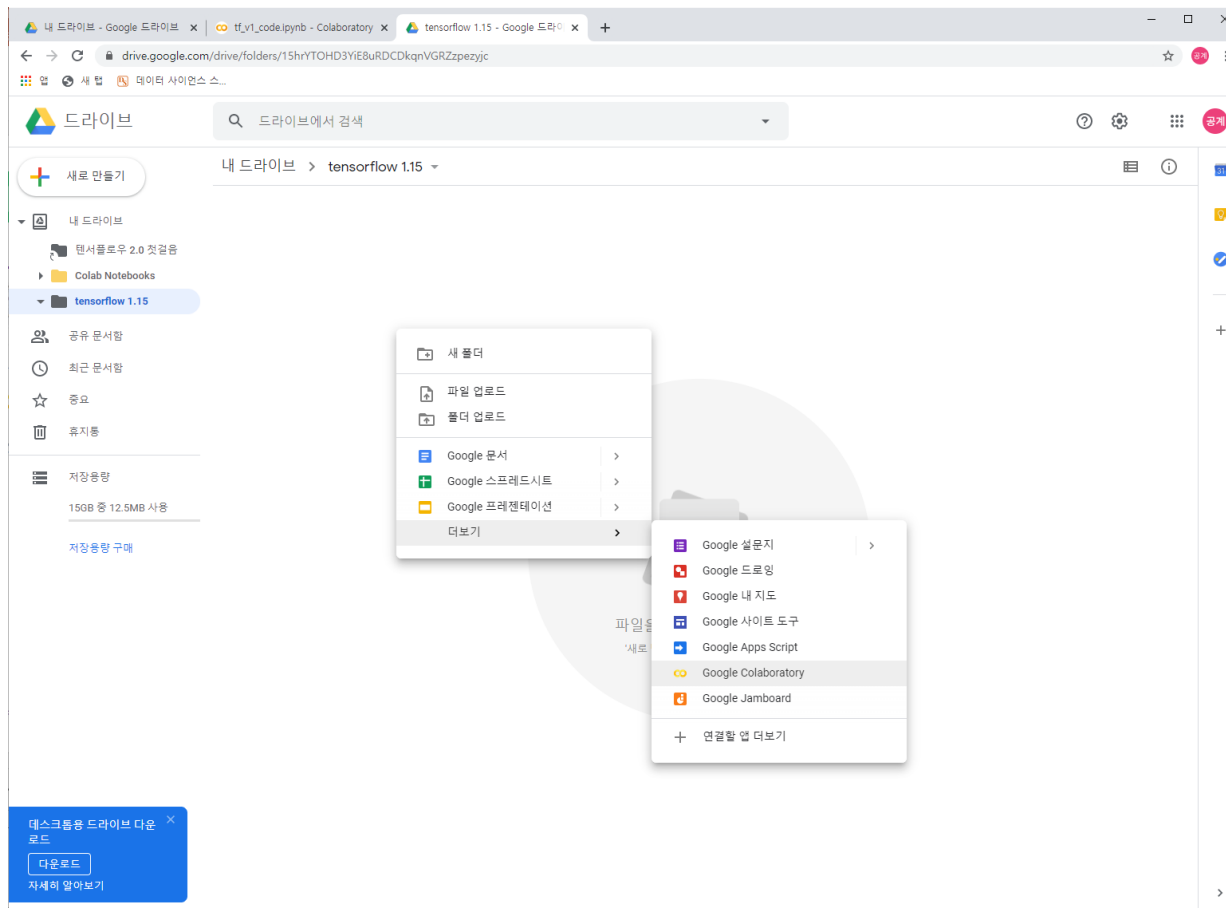 내 드라이브 - Google 드라이브
tf_v1_code.ipynb - Colaboratory
tensorflow 1.15 - Google 드라이
drive.google.com/drive/folders/15hrYTOHD3YiE8uRDCDkqnVGRZzpezyjc
공계
앱
새 탭
데이터 사이언스 스...
드라이브
드라이브에서 검색
공계
새로 만들기
내 드라이브 > tensorflow 1.15
31
내 드라이브
텐서플로우 2.0 첫걸음
Colab Notebooks
tensorflow 1.15
공유 문서함
최근 문서함
중요
휴지통
저장용량
15GB 중 12.5MB 사용
저장용량 구매
새 폴더
파일 업로드
폴더 업로드
Google 문서
Google 스프레드시트
Google 프레젠테이션
더보기
Google 설문지
Google 드로잉
Google 내 지도
Google 사이트 도구
Google Apps Script
Google Colaboratory
Google Jamboard
연결할 앱 더보기
'새로
데스크톱용 드라이브 다운
로드
다운로드
자세히 알아보기